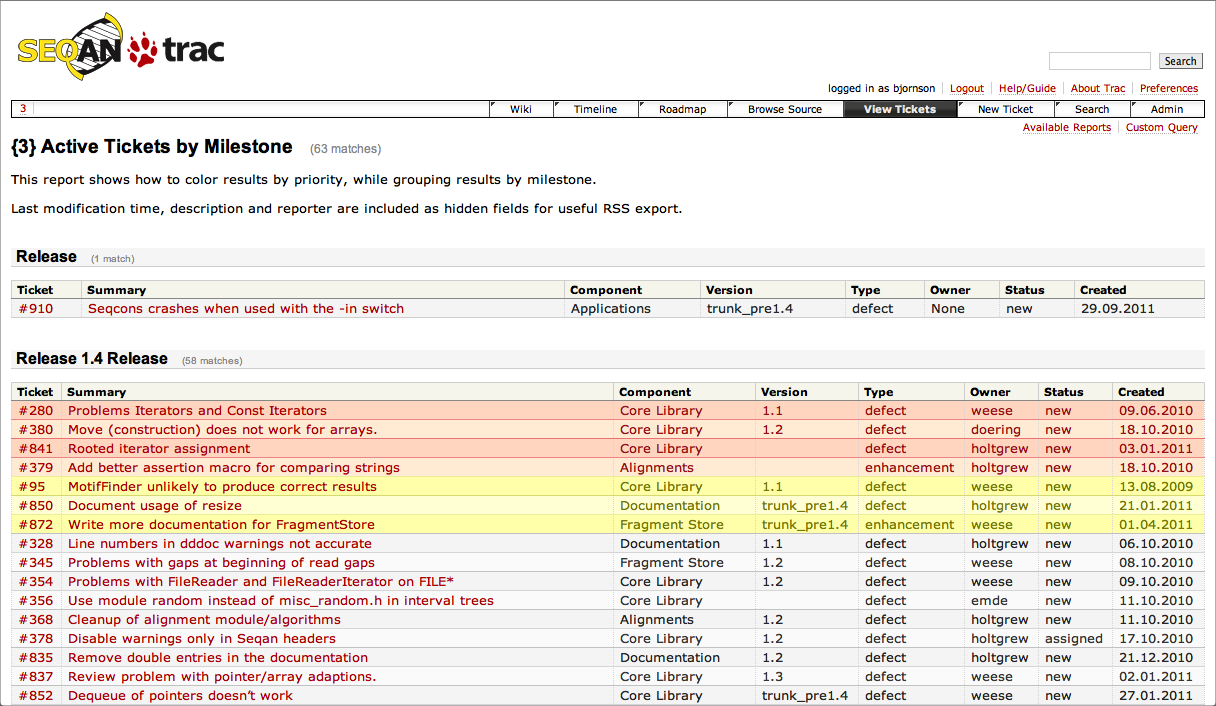 SEQAN trac
Search
logged in as bjornson Logout Help/Guide About Trac Preferences
3 Wiki Timeline Roadmap Browse Source View Tickets New Ticket Search Admin
Available Reports Custom Query
{3} Active Tickets by Milestone (63 matches)
This report shows how to color results by priority, while grouping results by milestone.
Last modification time, description and reporter are included as hidden fields for useful RSS export.
Release (1 match)
Ticket Summary Component Version Type Owner Status Created
#910 Seqcons crashes when used with the -in switch Applications trunk_pre1.4 defect None new 29.09.2011
Release 1.4 Release (58 matches)
Ticket Summary Component Version Type Owner Status Created
#280 Problems Iterators and Const Iterators Core Library 1.1 defect weese new 09.06.2010
#380 Move (construction) does not work for arrays. Core Library 1.2 defect doering new 18.10.2010
#841 Rooted iterator assignment Core Library defect holtgrew new 03.01.2011
#379 Add better assertion macro for comparing strings Alignments enhancement holtgrew new 18.10.2010
#95 MotifFinder unlikely to produce correct results Core Library 1.1 defect weese new 13.08.2009
#850 Document usage of resize Documentation trunk_pre1.4 defect holtgrew new 21.01.2011
#872 Write more documentation for FragmentStore Fragment Store trunk_pre1.4 enhancement weese new 01.04.2011
#328 Line numbers in dddoc warnings not accurate Documentation 1.1 defect holtgrew new 06.10.2010
#345 Problems with gaps at beginning of read gaps Fragment Store 1.2 defect weese new 08.10.2010
#354 Problems with FileReader and FileReaderIterator on FILE* Core Library 1.2 defect weese new 09.10.2010
#356 Use module random instead of misc_random.h in interval trees Core Library defect emde new 11.10.2010
#368 Cleanup of alignment module/algorithms Alignments 1.2 defect holtgrew new 11.10.2010
#378 Disable warnings only in Seqan headers Core Library 1.2 defect holtgrew assigned 17.10.2010
#835 Remove double entries in the documentation Documentation 1.2 defect holtgrew new 21.12.2010
#837 Review problem with pointer/array adaptions. Core Library 1.3 defect weese new 02.01.2011
#852 Dequeue of pointers doesn't work Core Library trunk_pre1.4 defect weese new 27.01.2011